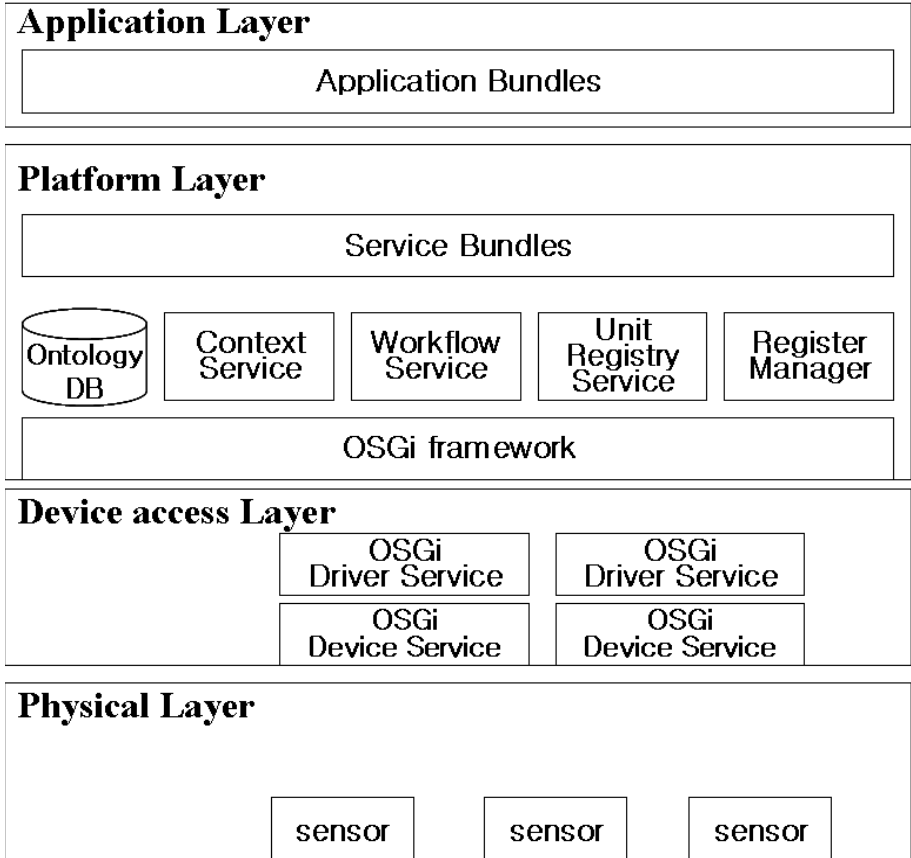 Application Layer
Application Bundles
Platform Layer
Service Bundles
Ontology
DB
Context
Service
Workflow
Service
Unit
Registry
Service
Register
Manager
OSGi framework
Device access Layer
OSGi
Driver Service
OSGi
Driver Service
OSGi
Device Service
OSGi
Device Service
Physical Layer
sensor
sensor
sensor